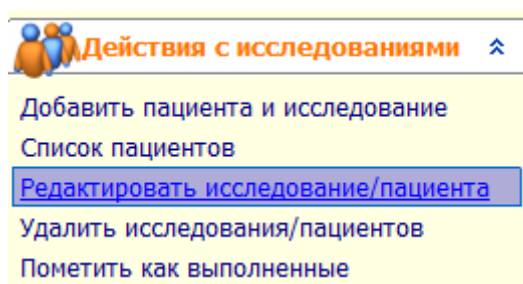 Действия с исследованиями
Добавить пациента и исследование
Список пациентов
Редактировать исследование/пациента
Удалить исследования/пациентов
Пометить как выполненные